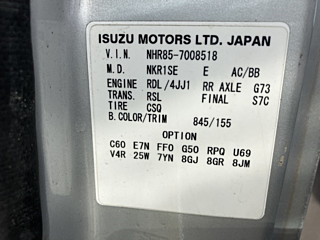 ISUZU MOTORS LTD. JAPAN
V.I.N. NHR85-7008518
M.D. NKR1SE E AC/BB
ENGINE RDL/4JJ1 RR AXLE G73
TRANS. RSL FINAL S7C
TIRE CSQ
B.COLOR/TRIM 845/155
OPTION
C60 E7N FF0 G50 RPQ U69
V4R 25W 7YN 8GJ 8GR 8JM